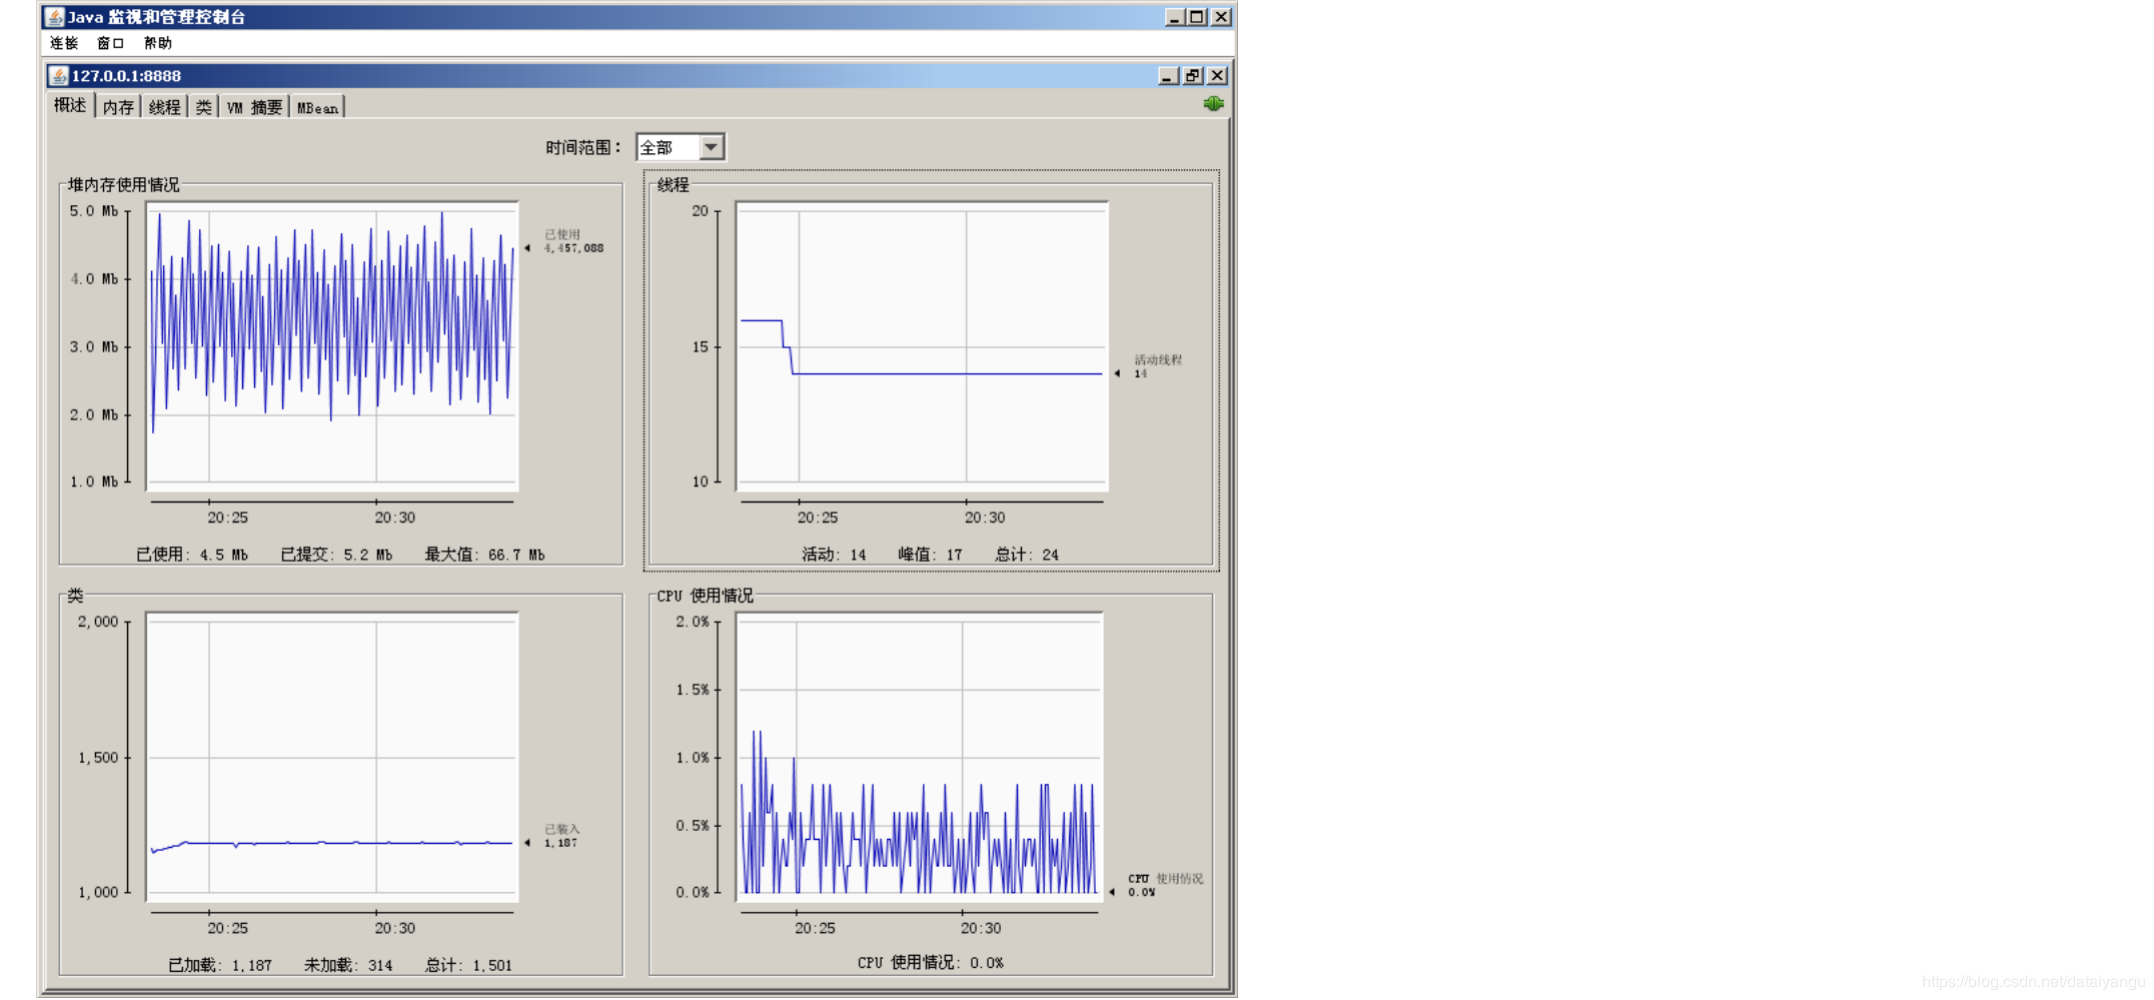 Java 监视和管理控制台
连接 窗口 帮助
127.0.0.1:8888
概述 内存 线程 类 VM 摘要 MBean
时间范围: 全部
堆内存使用情况
5.0 Mb
4.0 Mb
3.0 Mb
2.0 Mb
1.0 Mb
已使用
4,457,088
20:25 20:30
已使用: 4.5 Mb 已提交: 5.2 Mb 最大值: 66.7 Mb
线程
20
15
10
活动线程
14
20:25 20:30
活动: 14 峰值: 17 总计: 24
类
2,000
1,500
1,000
已装入
1,187
20:25 20:30
已加载: 1,187 未加载: 314 总计: 1,501
CPU 使用情况
2.0%
1.5%
1.0%
0.5%
0.0%
CPU 使用情况
0.0%
20:25 20:30
CPU 使用情况: 0.0%
https://blog.csdn.net/dataiyangu